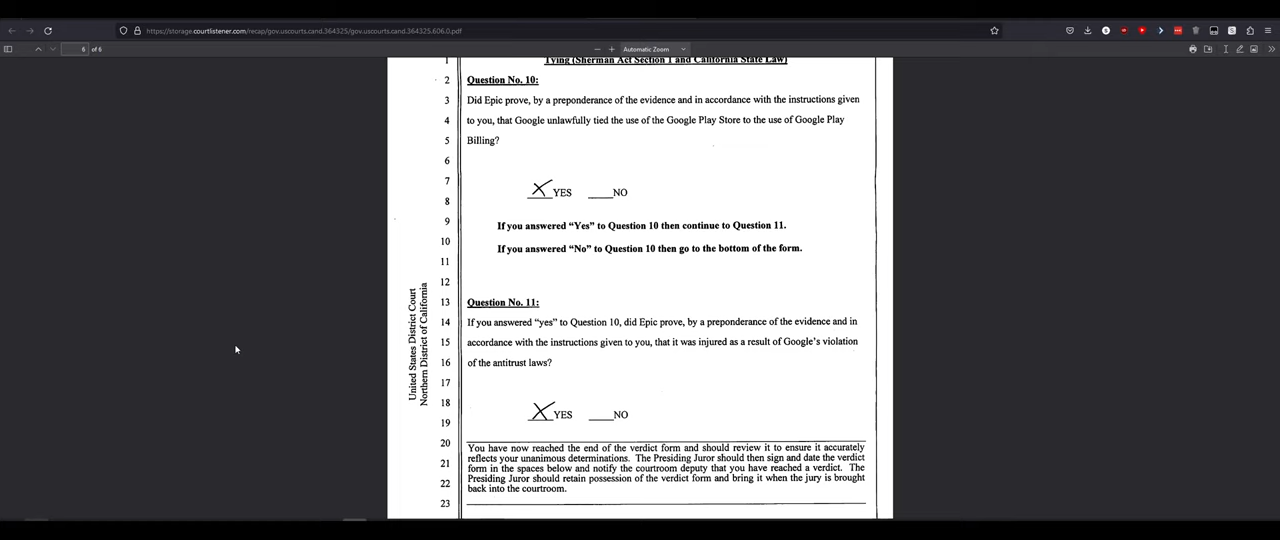 https://storage.courtlistener.com/recap/gov.uscourts.cand.364325/gov.uscourts.cand.364325.606.0.pdf
6 of 6
Automatic Zoom
1 Tying (Sherman Act Section 1 and California State Law)
2 Question No. 10:
3 Did Epic prove, by a preponderance of the evidence and in accordance with the instructions given
4 to you, that Google unlawfully tied the use of the Google Play Store to the use of Google Play
5 Billing?
6
7
X YES ____NO
8
9 If you answered “Yes” to Question 10 then continue to Question 11.
10 If you answered “No” to Question 10 then go to the bottom of the form.
11
12
13 Question No. 11:
14 If you answered “yes” to Question 10, did Epic prove, by a preponderance of the evidence and in
15 accordance with the instructions given to you, that it was injured as a result of Google’s violation
16 of the antitrust laws?
17
18
X YES ____NO
19
20 You have now reached the end of the verdict form and should review it to ensure it accurately
reflects your unanimous determinations. The Presiding Juror should then sign and date the verdict
21 form in the spaces below and notify the courtroom deputy that you have reached a verdict. The
22 Presiding Juror should retain possession of the verdict form and bring it when the jury is brought
back into the courtroom.
23
United States District Court
Northern District of California